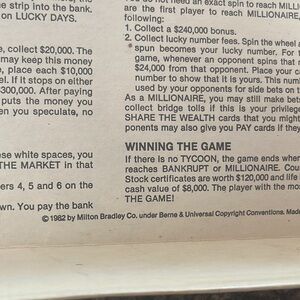 e strip into the bank.
on LUCKY DAYS.
, collect $20,000. The
may keep this money
, place each $10,000
el. If it stops on either
300,000. After paying
puts the money you
en you speculate, no
se white spaces, you
THE MARKET in that
ers 4, 5 and 6 on the
wn. You pay the bank
not need an exact spin to reach MILLI
are the first player to reach MILLIONAIRE,
following:
1. Collect a $240,000 bonus.
2. Collect lucky number fees. Spin the wheel a
spun becomes your lucky number. For t
game, whenever an opponent spins that n
$24,000 from that opponent. Place your ca
number to show that it is yours. This num
used by your opponents for side bets on t
As a MILLIONAIRE, you may still make bets
collect bridge tolls if this is your privileg
SHARE THE WEALTH cards that you might
ponents may also give you PAY cards if they
WINNING THE GAME
If there is no TYCOON, the game ends when
reaches BANKRUPT or MILLIONAIRE. Cou
Stock certificates are worth $120,000 and life
cash value of $8,000. The player with the mos
THE GAME!
© 1982 by Milton Bradley Co. under Berne & Universal Copyright Conventions. Made